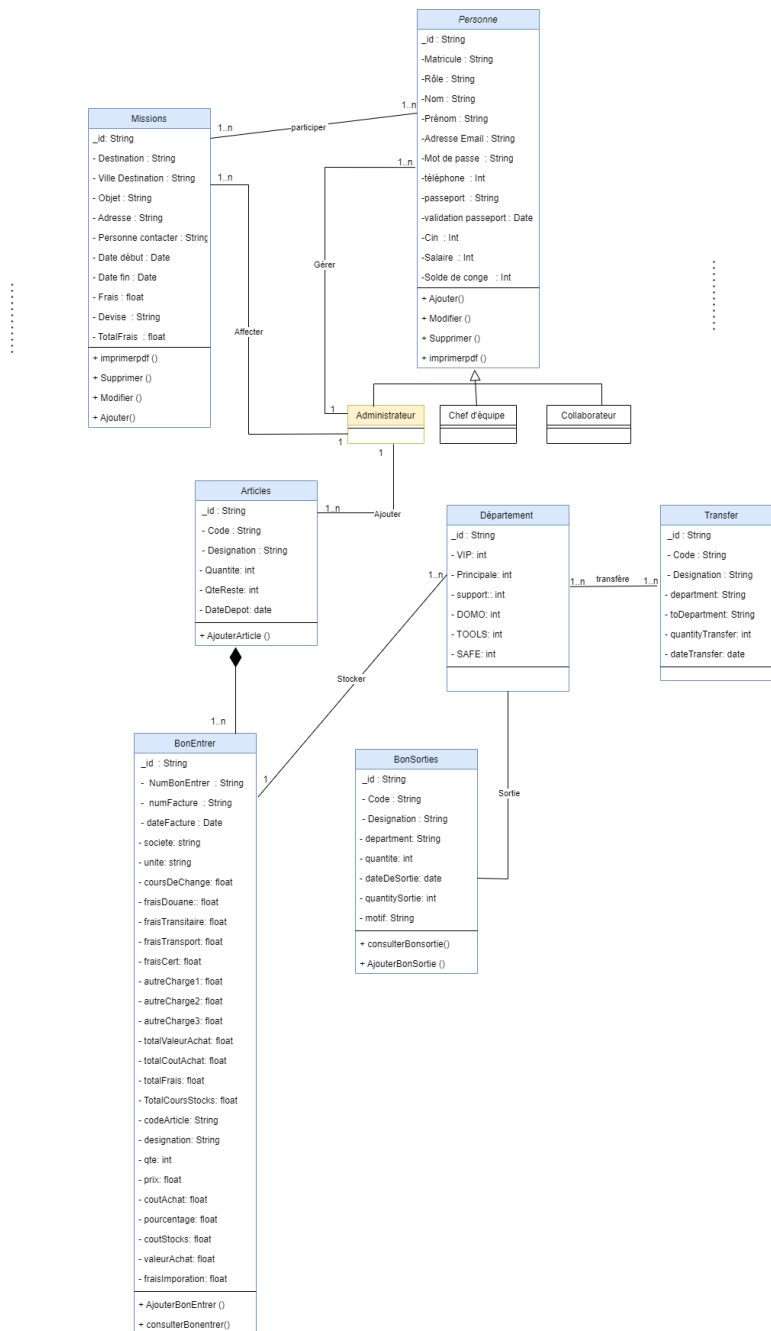 Personne
_id : String
-Matricule : String
-Rôle : String
-Nom : String
-Prénom : String
-Adresse Email : String
-Mot de passe : String
-téléphone : Int
-passeport : String
-validation passeport : Date
-Cin : Int
-Salaire : Int
-Solde de conge : Int
+ Ajouter()
+ Modifier ()
+ Supprimer ()
+ imprimerpdf ()
Missions
_id: String
- Destination : String
- Ville Destination : String
- Objet : String
- Adresse : String
- Personne contacter : String
- Date début : Date
- Date fin : Date
- Frais : float
- Devise : String
- TotalFrais : float
+ imprimerpdf ()
+ Supprimer ()
+ Modifier ()
+ Ajouter()
1..n
participer
1..n
1..n
1..n
Gérer
Affecter
1
1
1
Administrateur
Chef d'équipe
Collaborateur
Articles
_id : String
- Code : String
- Designation : String
- Quantite: int
- QteReste: int
- DateDepot: date
+ AjouterArticle ()
1..n
Ajouter
Dèpartement
_id : String
- VIP: int
- Principale: int
- support:: int
- DOMO: int
- TOOLS: int
- SAFE: int
1..n
1..n
transfère
1..n
Transfer
_id : String
- Code : String
- Designation : String
- department: String
- toDepartment: String
- quantityTransfer: int
- dateTransfer: date
Stocker
1..n
1
Sortie
BonEntrer
_id : String
- NumBonEntrer : String
- numFacture : String
- dateFacture : Date
- societe: string
- unite: string
- coursDeChange: float
- fraisDouane:: float
- fraisTransitaire: float
- fraisTransport: float
- fraisCert: float
- autreCharge1: float
- autreCharge2: float
- autreCharge3: float
- totalValeurAchat: float
- totalCoutAchat: float
- totalFrais: float
- TotalCoursStocks: float
- codeArticle: String
- designation: String
- qte: int
- prix: float
- coutAchat: float
- pourcentage: float
- coutStocks: float
- valeurAchat: float
- fraisImporation: float
+ AjouterBonEntrer ()
+ consulterBonentrer()
BonSorties
_id : String
- Code : String
- Designation : String
- department: String
- quantite: int
- dateDeSortie: date
- quantitySortie: int
- motif: String
+ consulterBonsortie()
+ AjouterBonSortie ()